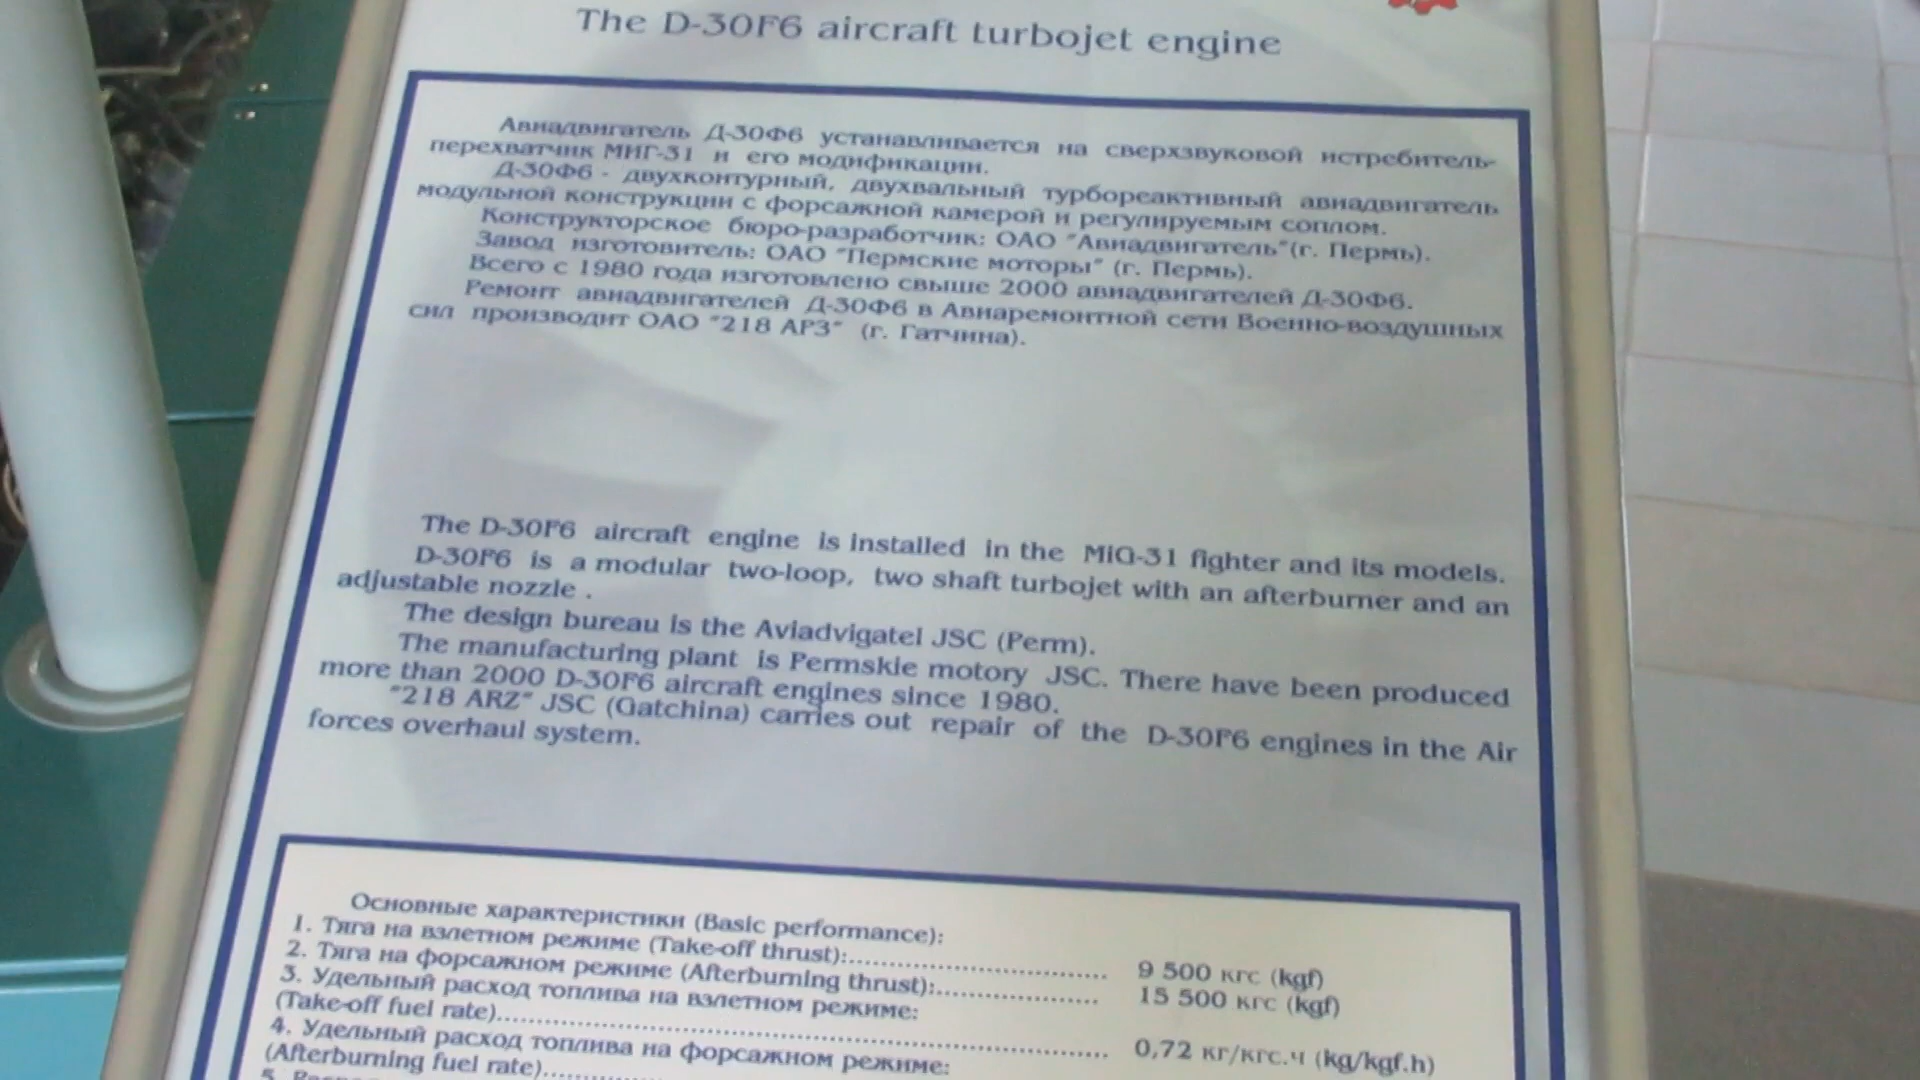 The D-30F6 aircraft turbojet engine
Авиадвигатель Д-30Ф6 устанавливается на сверхзвуковой истребитель-
перехватчик МИГ-31 и его модификации.
Д-30Ф6 - двухконтурный, двухвальный турбореактивный авиадвигатель
модульной конструкции с форсажной камерой и регулируемым соплом.
Конструкторское бюро-разработчик: ОАО "Авиадвигатель"(г. Пермь).
Завод изготовитель: ОАО "Пермские моторы" (г. Пермь).
Всего с 1980 года изготовлено свыше 2000 авиадвигателей Д-30Ф6.
Ремонт авиадвигателей Д-30Ф6 в Авиаремонтной сети Военно-воздушных
сил производит ОАО "218 АРЗ" (г. Гатчина).
The D-30F6 aircraft engine is installed in the MiG-31 fighter and its models.
D-30F6 is a modular two-loop, two shaft turbojet with an afterburner and an
adjustable nozzle .
The design bureau is the Aviadvigatel JSC (Perm).
The manufacturing plant is Permskie motory JSC. There have been produced
more than 2000 D-30F6 aircraft engines since 1980.
"218 ARZ" JSC (Gatchina) carries out repair of the D-30F6 engines in the Air
forces overhaul system.
Основные характеристики (Basic performance):
1. Тяга на взлетном режиме (Take-off thrust):.............................. 9 500 кгс (kgf)
2. Тяга на форсажном режиме (Afterburning thrust):................... 15 500 кгс (kgf)
3. Удельный расход топлива на взлетном режиме:
(Take-off fuel rate)....................................................................... 0,72 кг/кгс.ч (kg/kgf.h)
4. Удельный расход топлива на форсажном режиме:
(Afterburning fuel rate)..............
5.